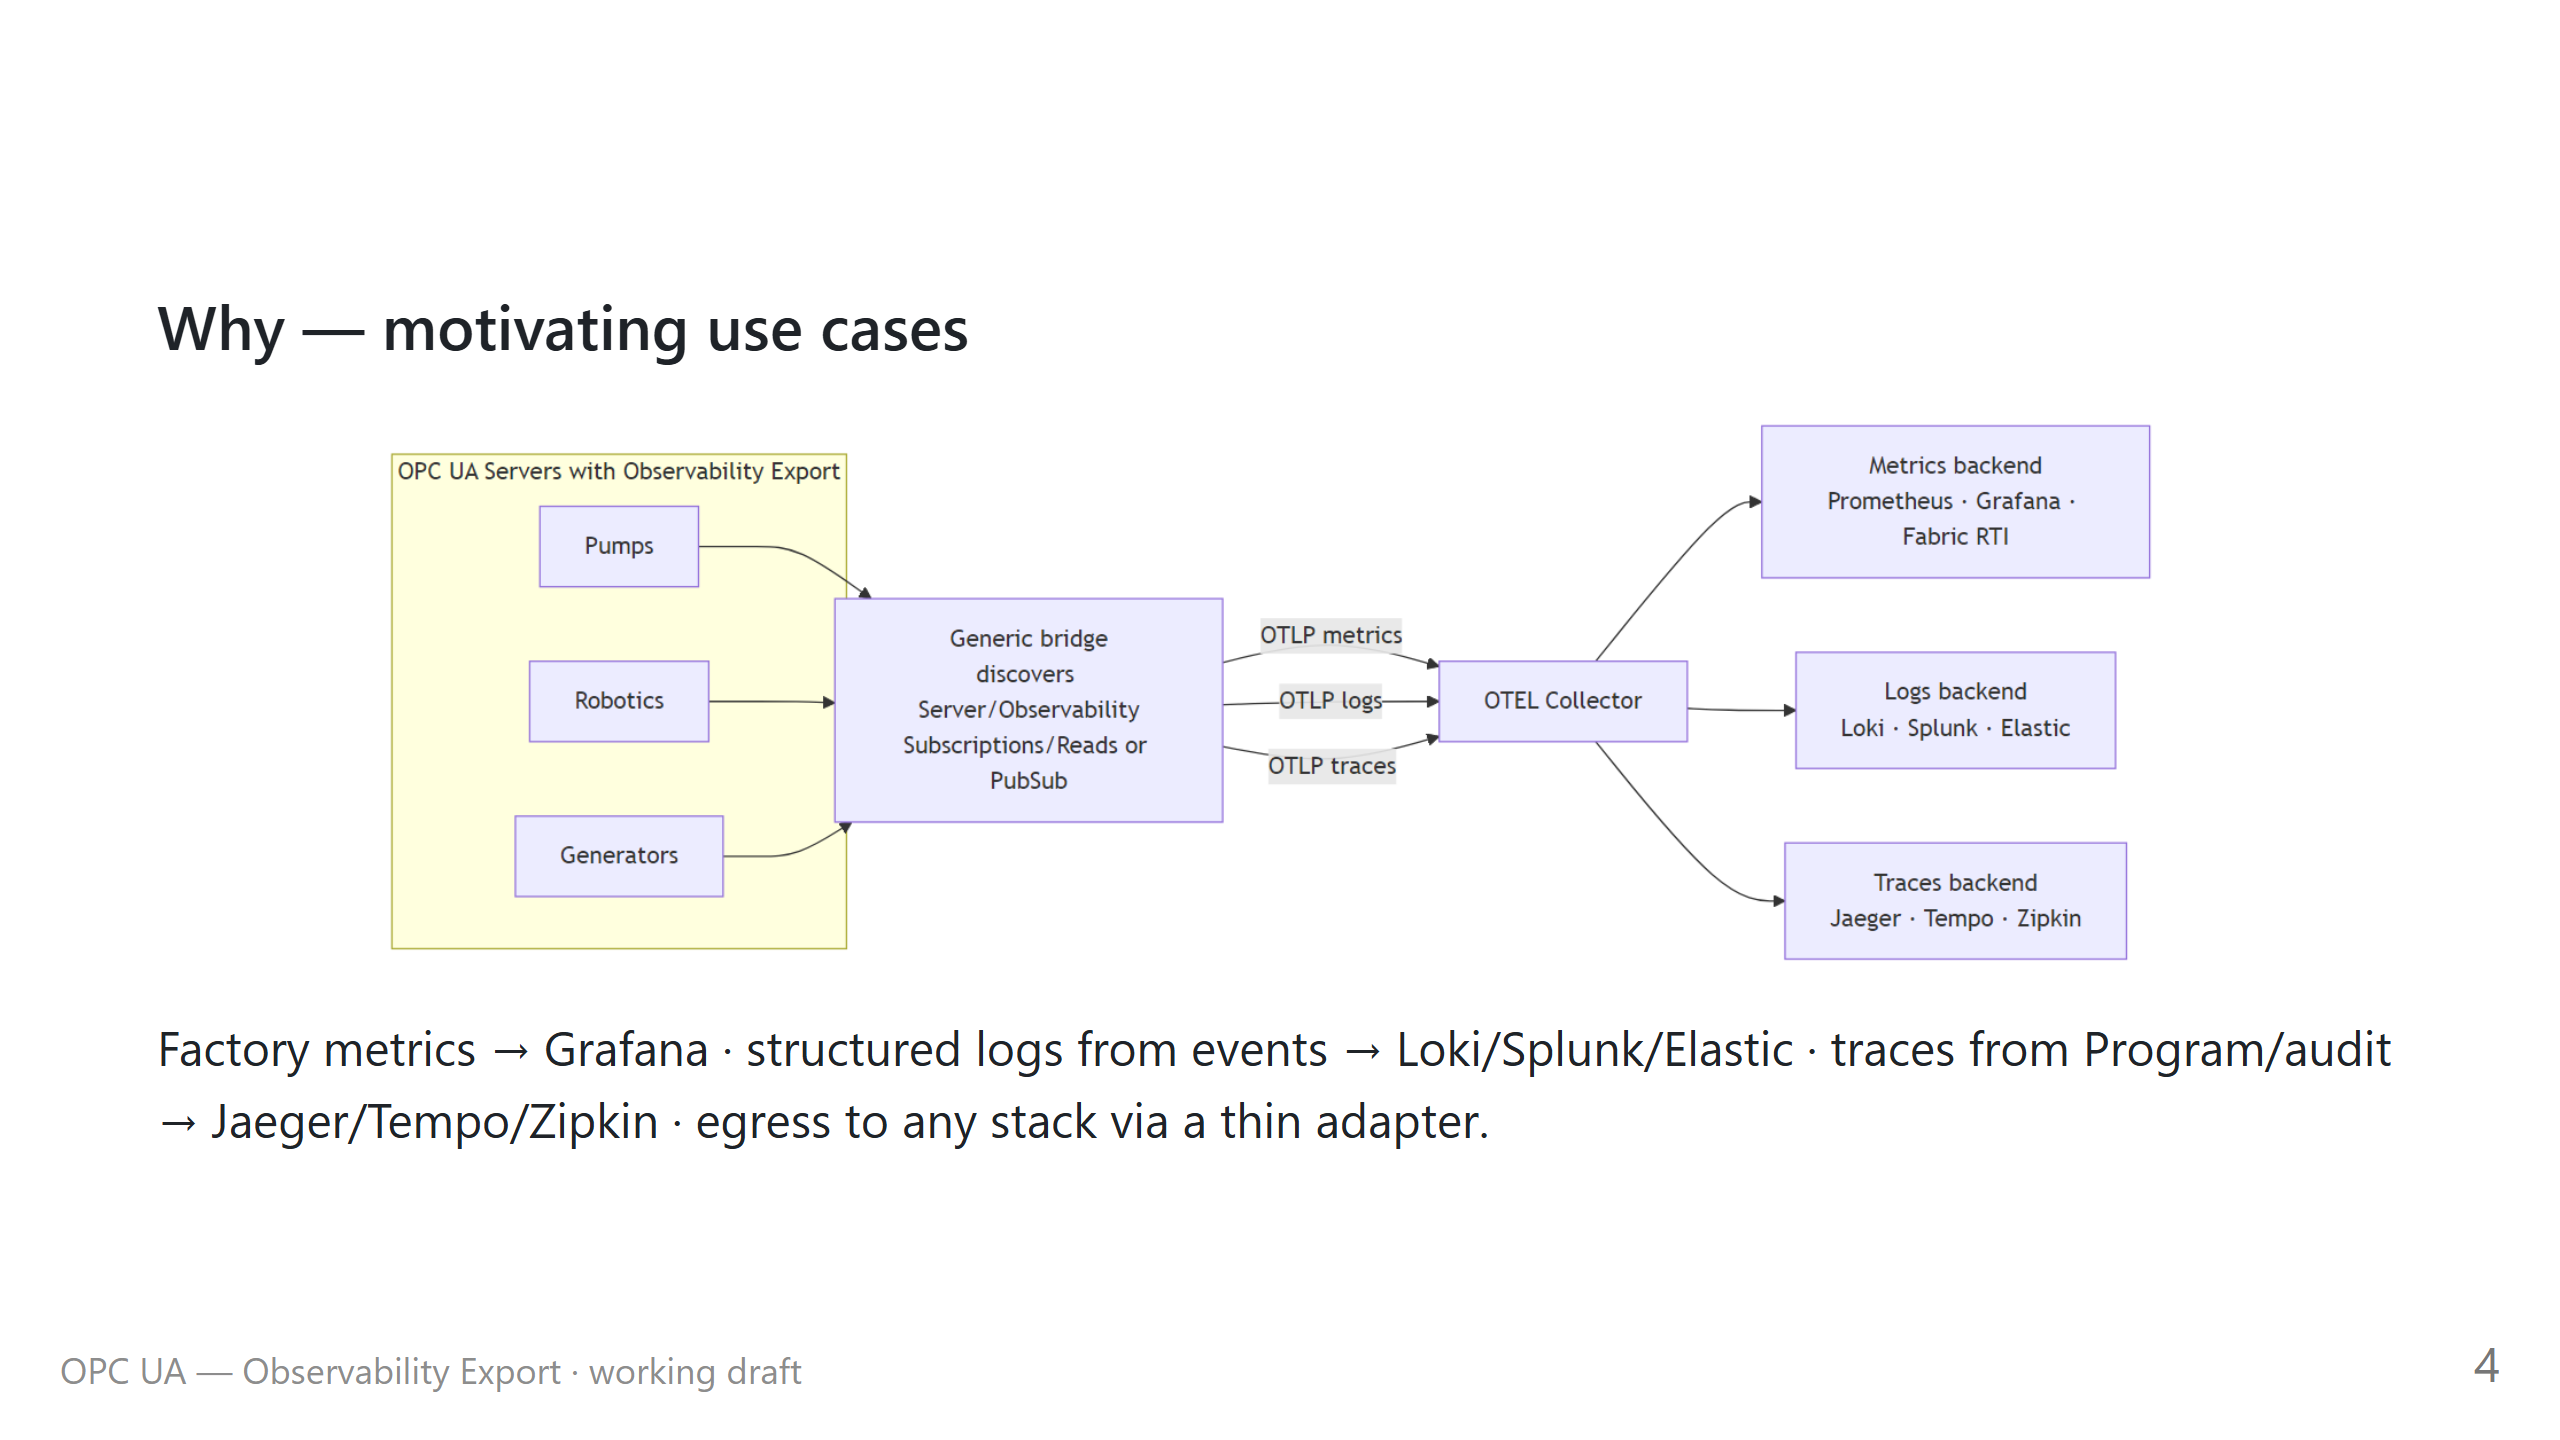 Why — motivating use cases
OPC UA Servers with Observability Export
Pumps
Robotics
Generators
Generic bridge
discovers
Server/Observability
Subscriptions/Reads or
PubSub
OTLP metrics
OTLP logs
OTLP traces
OTEL Collector
Metrics backend
Prometheus · Grafana ·
Fabric RTI
Logs backend
Loki · Splunk · Elastic
Traces backend
Jaeger · Tempo · Zipkin
Factory metrics → Grafana · structured logs from events → Loki/Splunk/Elastic · traces from Program/audit
→ Jaeger/Tempo/Zipkin · egress to any stack via a thin adapter.
OPC UA — Observability Export · working draft
4